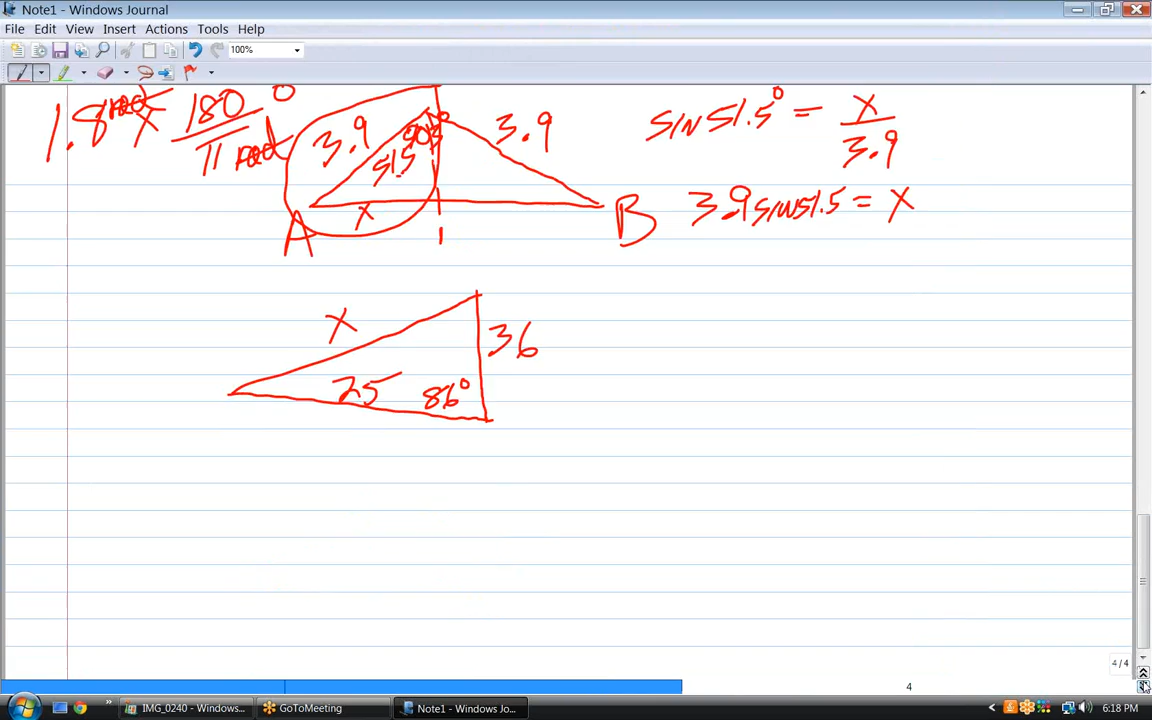 Note1 - Windows Journal
File Edit View Insert Actions Tools Help
100%
1.8 rad x 180° / π rad
3.9
3.9
51.5
x
A
B
sin 51.5° = x / 3.9
3.9 sin 51.5 = x
x
36
25
86°
4/4
4
IMG_0240 - Windows...
GoToMeeting
Note1 - Windows Jo...
6:18 PM